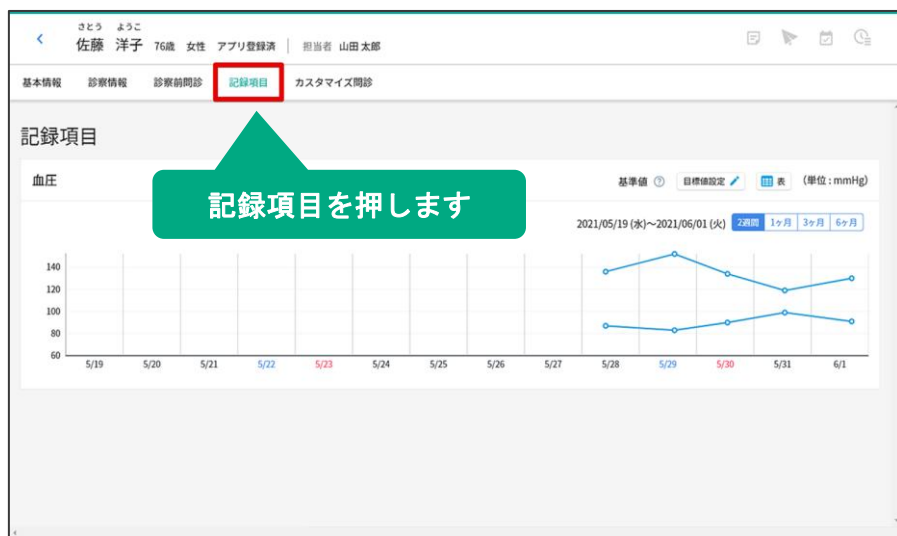 さとう ようこ
佐藤 洋子 76歳 女性 アプリ登録済 担当者 山田 太郎
基本情報 診察情報 診察前問診 記録項目 カスタマイズ問診
記録項目
記録項目を押します
血圧 基準値 ? 目標値設定 表 (単位:mmHg)
2021/05/19 (水)〜2021/06/01 (火) 2週間 1ヶ月 3ヶ月 6ヶ月
140
120
100
80
60
5/19 5/20 5/21 5/22 5/23 5/24 5/25 5/26 5/27 5/28 5/29 5/30 5/31 6/1